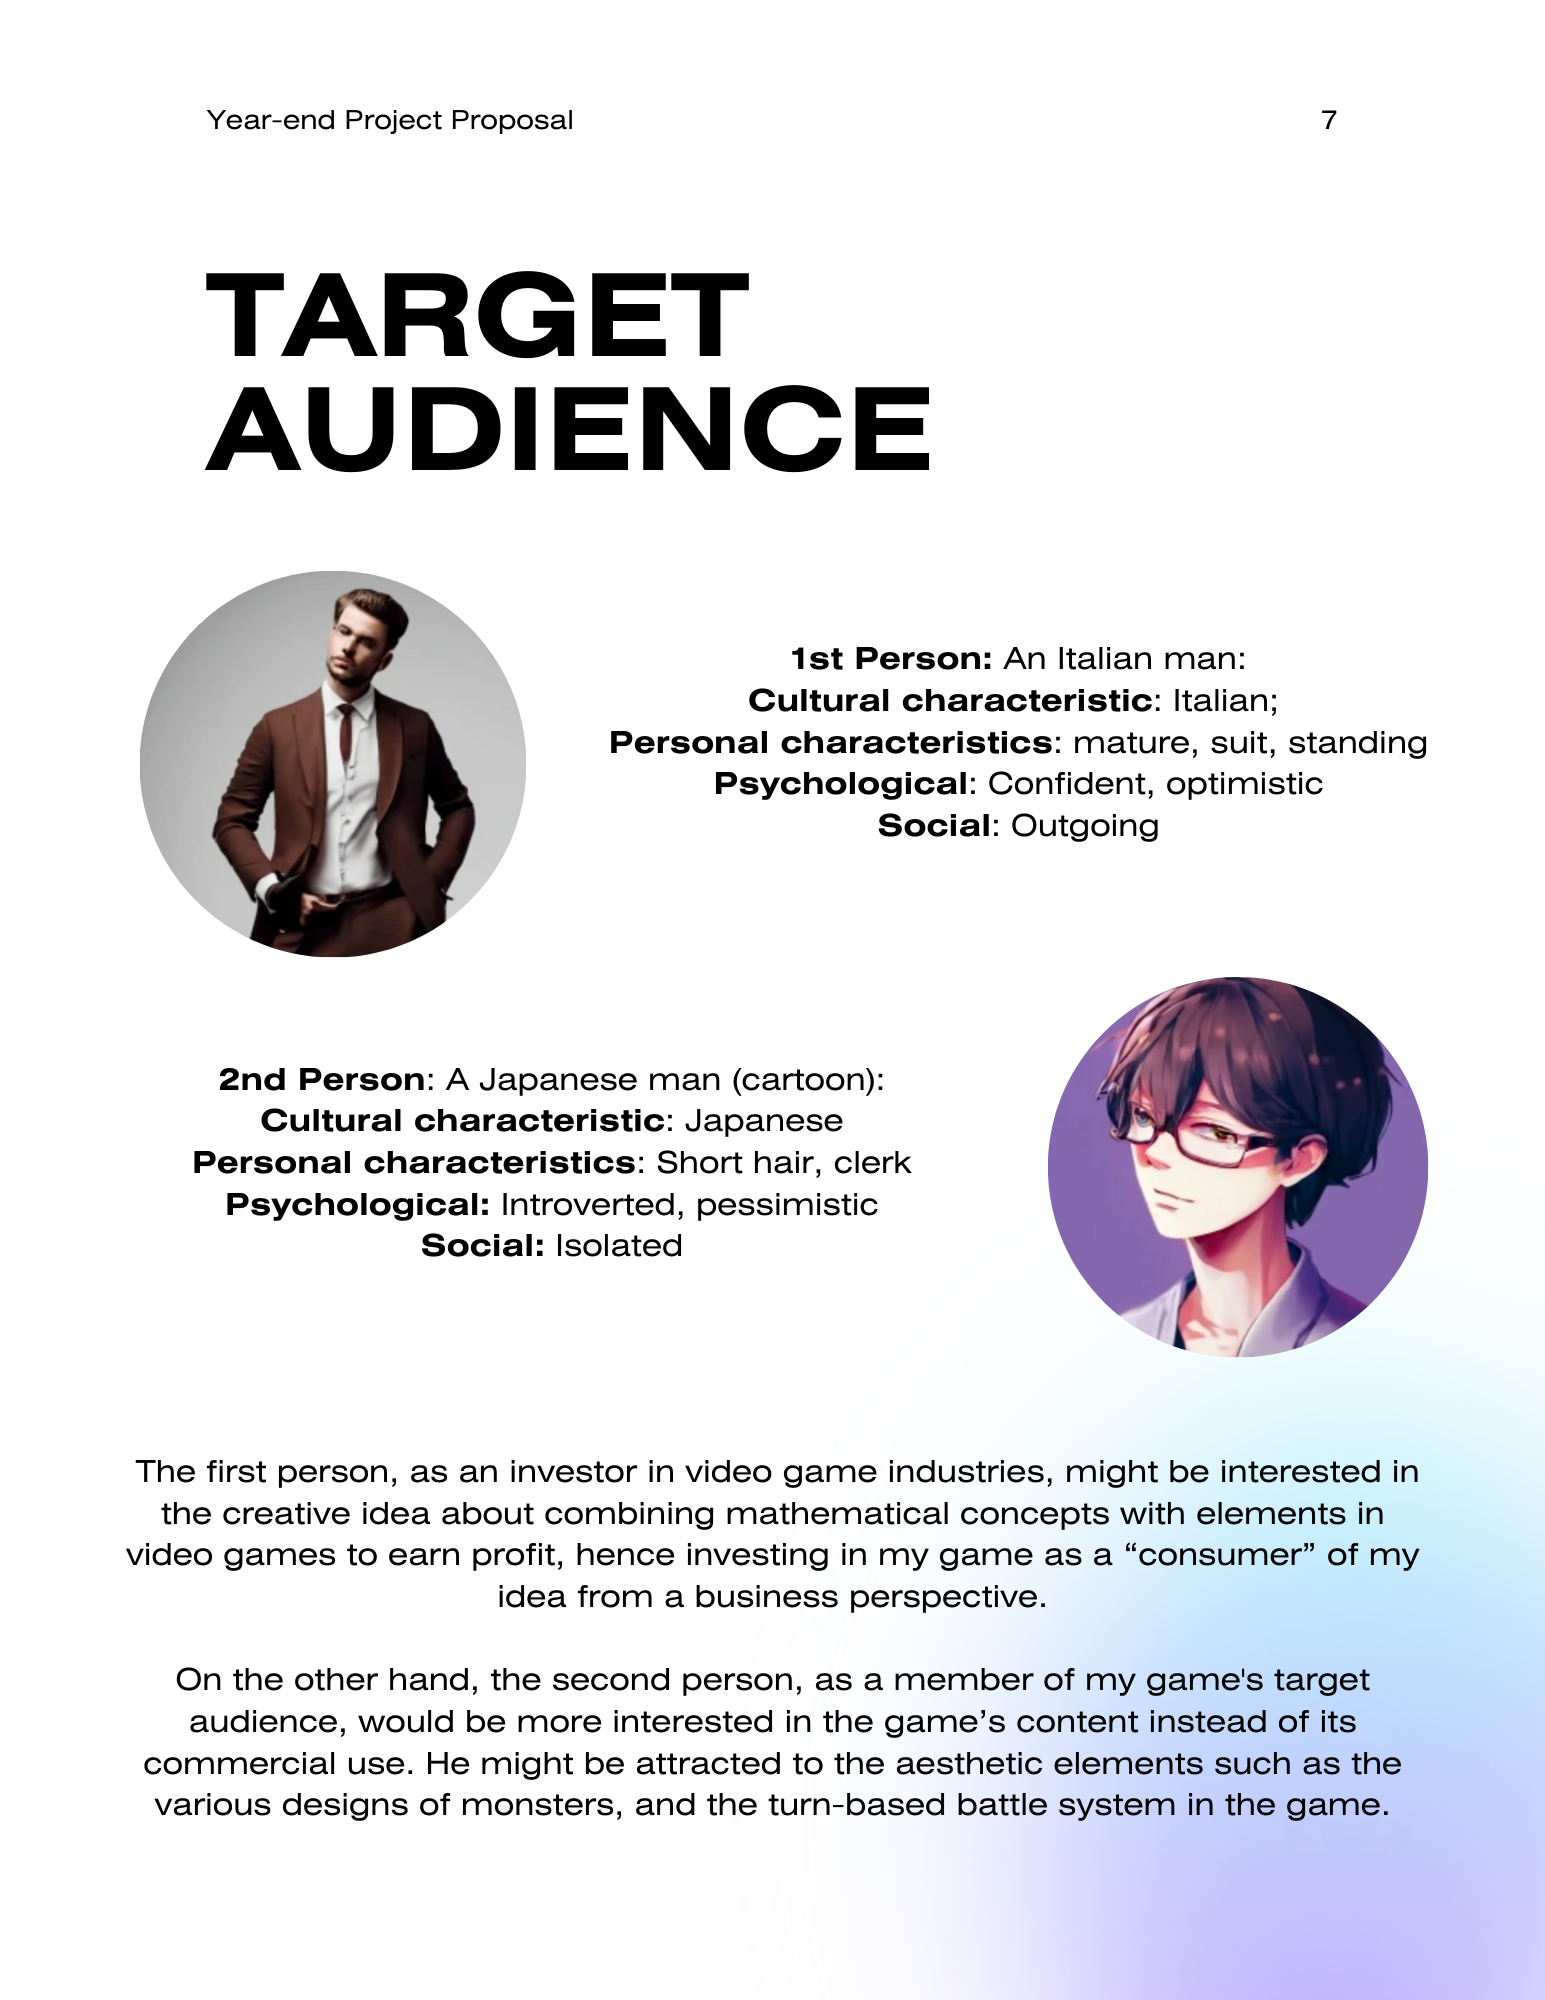 Year-end Project Proposal
7
TARGET
AUDIENCE
1st Person: An Italian man:
Cultural characteristic: Italian;
Personal characteristics: mature, suit, standing
Psychological: Confident, optimistic
Social: Outgoing
2nd Person: A Japanese man (cartoon):
Cultural characteristic: Japanese
Personal characteristics: Short hair, clerk
Psychological: Introverted, pessimistic
Social: Isolated
The first person, as an investor in video game industries, might be interested in
the creative idea about combining mathematical concepts with elements in
video games to earn profit, hence investing in my game as a “consumer” of my
idea from a business perspective.
On the other hand, the second person, as a member of my game's target
audience, would be more interested in the game’s content instead of its
commercial use. He might be attracted to the aesthetic elements such as the
various designs of monsters, and the turn-based battle system in the game.